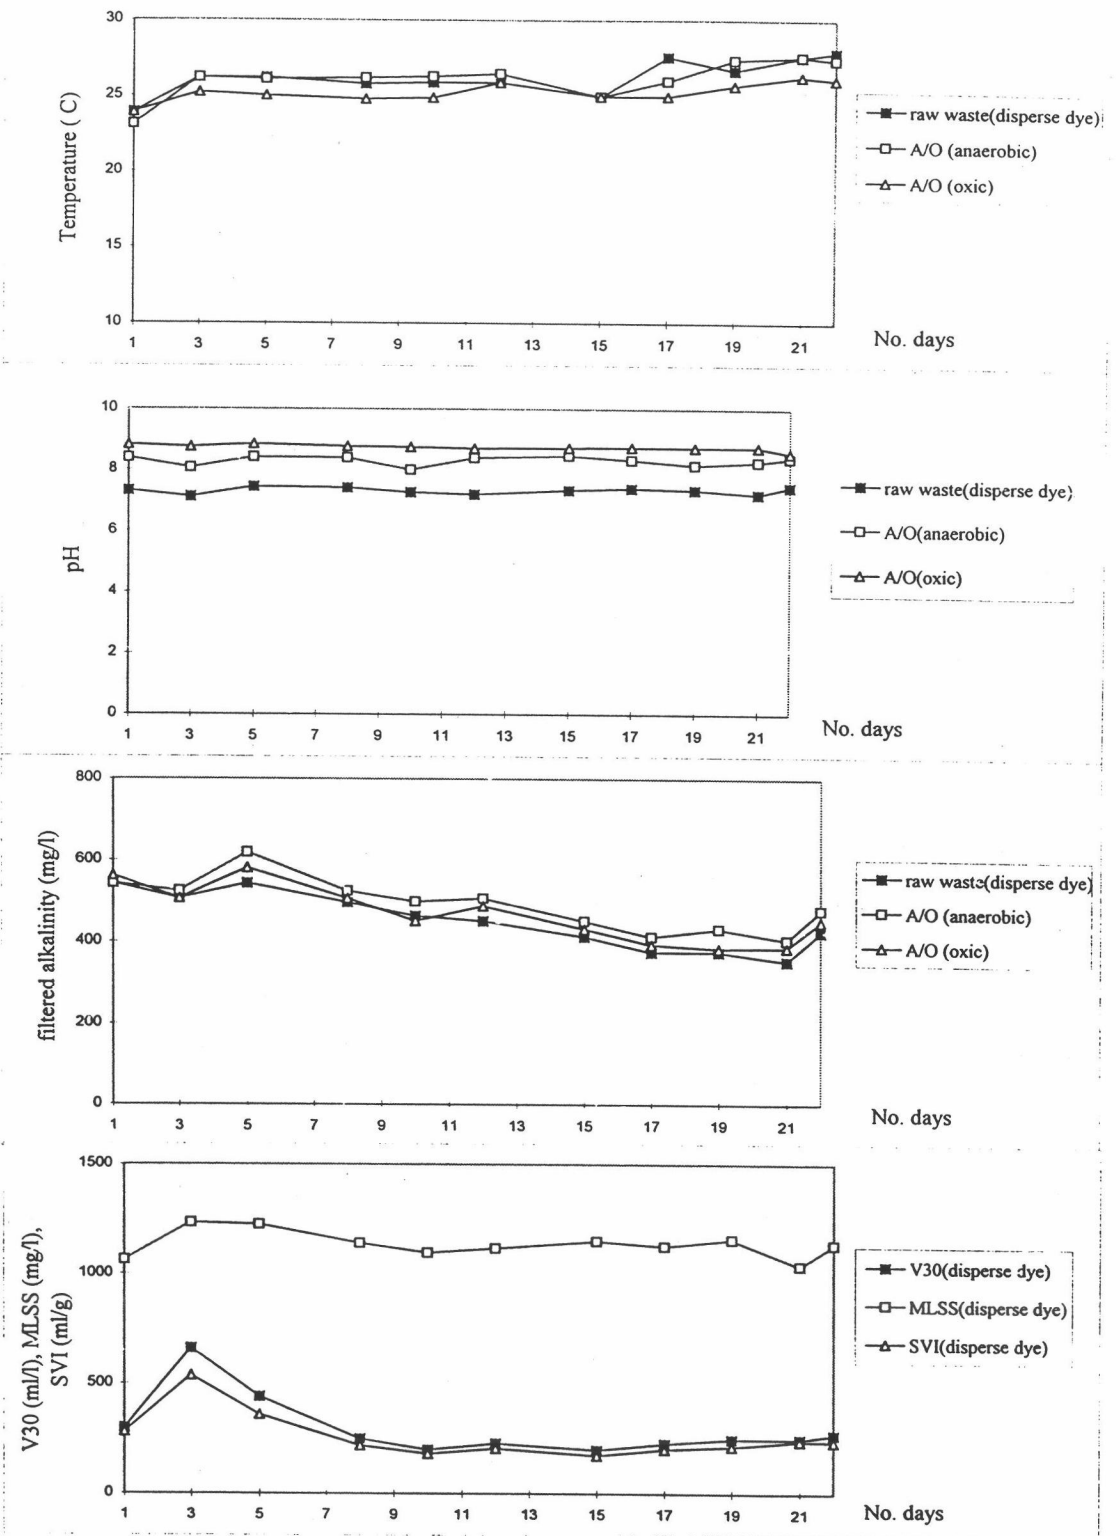 30
25
20
15
10
Temperature ( C)
1 3 5 7 9 11 13 15 17 19 21
No. days
raw waste(disperse dye)
A/O (anaerobic)
A/O (oxic)
10
8
6
4
2
0
pH
1 3 5 7 9 11 13 15 17 19 21
No. days
raw waste(disperse dye)
A/O(anaerobic)
A/O(oxic)
800
600
400
200
0
filtered alkalinity (mg/l)
1 3 5 7 9 11 13 15 17 19 21
No. days
raw waste(disperse dye)
A/O (anaerobic)
A/O (oxic)
1500
1000
500
0
V30 (ml/l), MLSS (mg/l),
SVI (ml/g)
1 3 5 7 9 11 13 15 17 19 21
No. days
V30(disperse dye)
MLSS(disperse dye)
SVI(disperse dye)